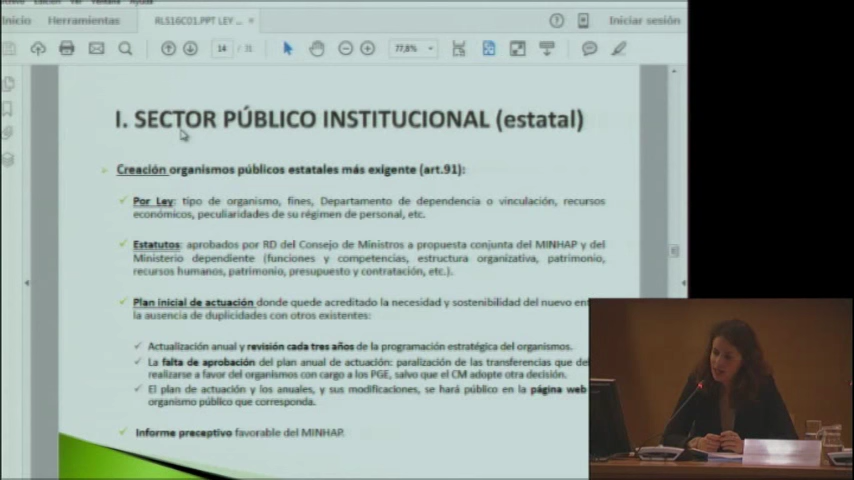 Inicio Herramientas RLS16C01.PPT LEY ... × Iniciar sesión
14 / 31 77,8%
I. SECTOR PÚBLICO INSTITUCIONAL (estatal)
Creación organismos públicos estatales más exigente (art.91):
Por Ley: tipo de organismo, fines, Departamento de dependencia o vinculación, recursos
económicos, peculiaridades de su régimen de personal, etc.
Estatutos: aprobados por RD del Consejo de Ministros a propuesta conjunta del MINHAP y del
Ministerio dependiente (funciones y competencias, estructura organizativa, patrimonio,
recursos humanos, patrimonio, presupuesto y contratación, etc.).
Plan inicial de actuación donde quede acreditado la necesidad y sostenibilidad del nuevo
la ausencia de duplicidades con otros existentes:
Actualización anual y revisión cada tres años de la programación estratégica del organismos.
La falta de aprobación del plan anual de actuación: paralización de las transferencias que
realizarse a favor del organismos con cargo a los PGE, salvo que el CM adopte otra decisión.
El plan de actuación y los anuales, y sus modificaciones, se hará público en la página web
organismo público que corresponda.
Informe preceptivo favorable del MINHAP.